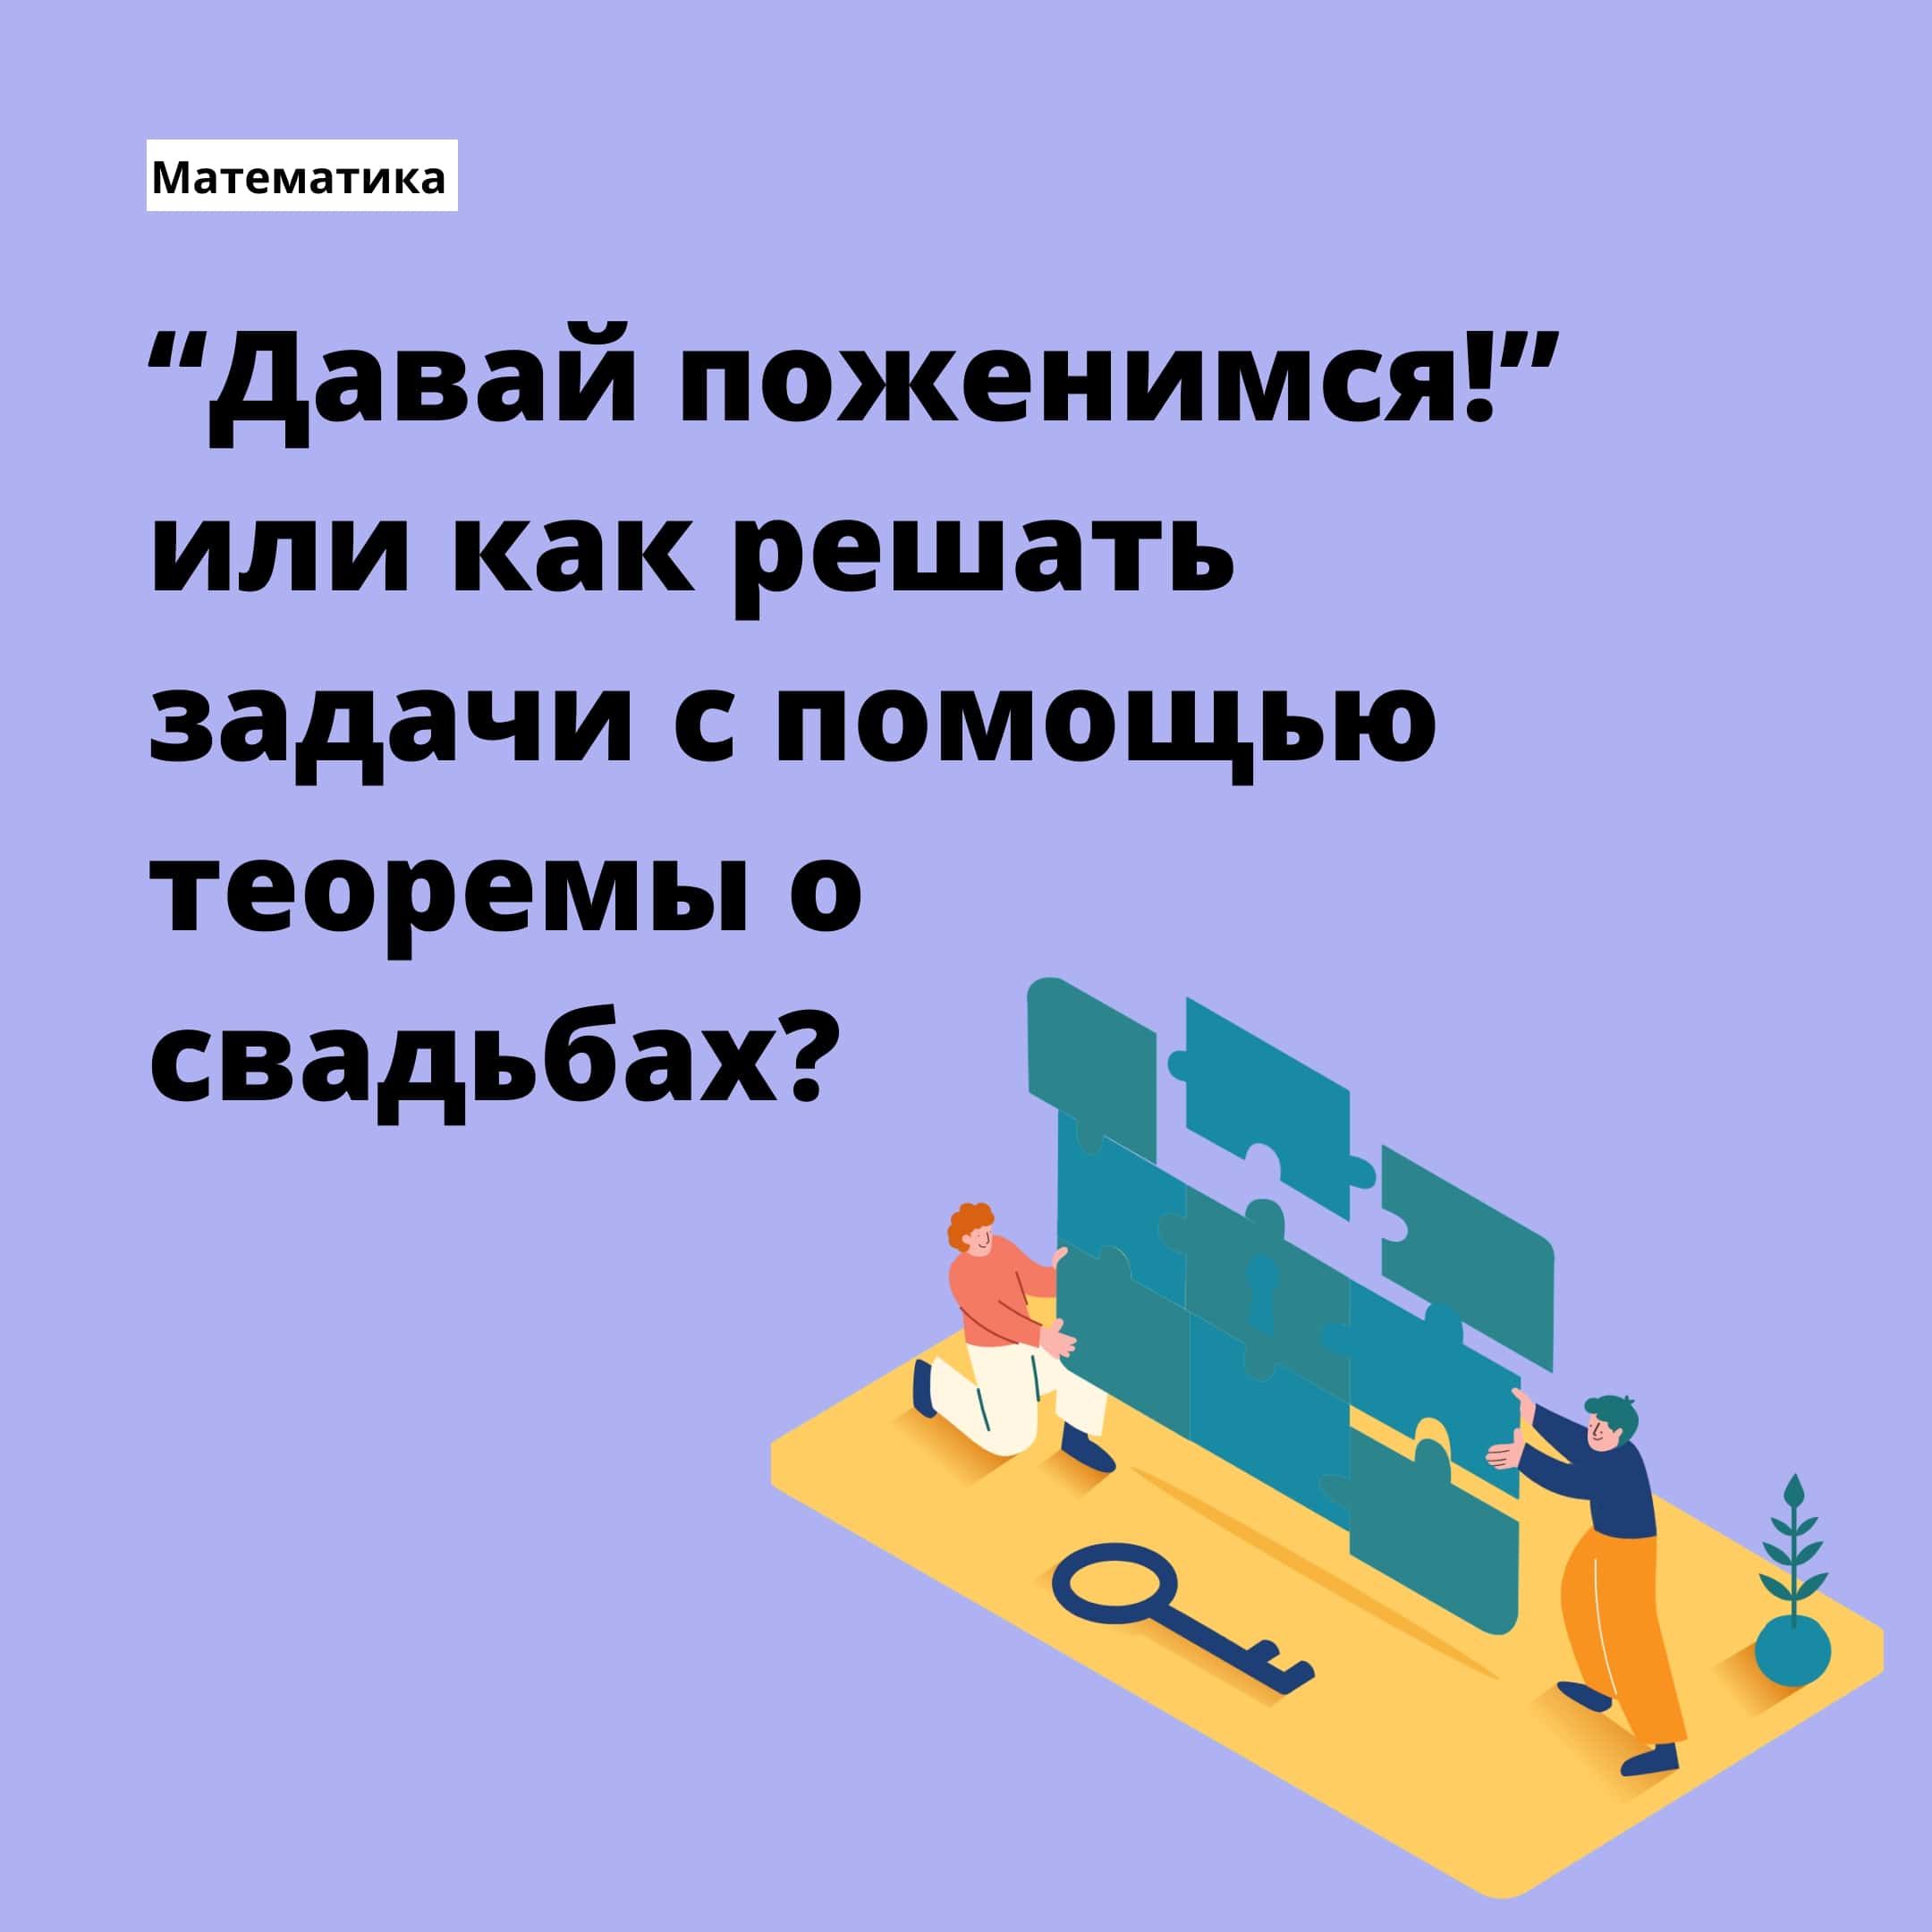 Математика
“Давай поженимся!”
или как решать
задачи с помощью
теоремы о
свадьбах?